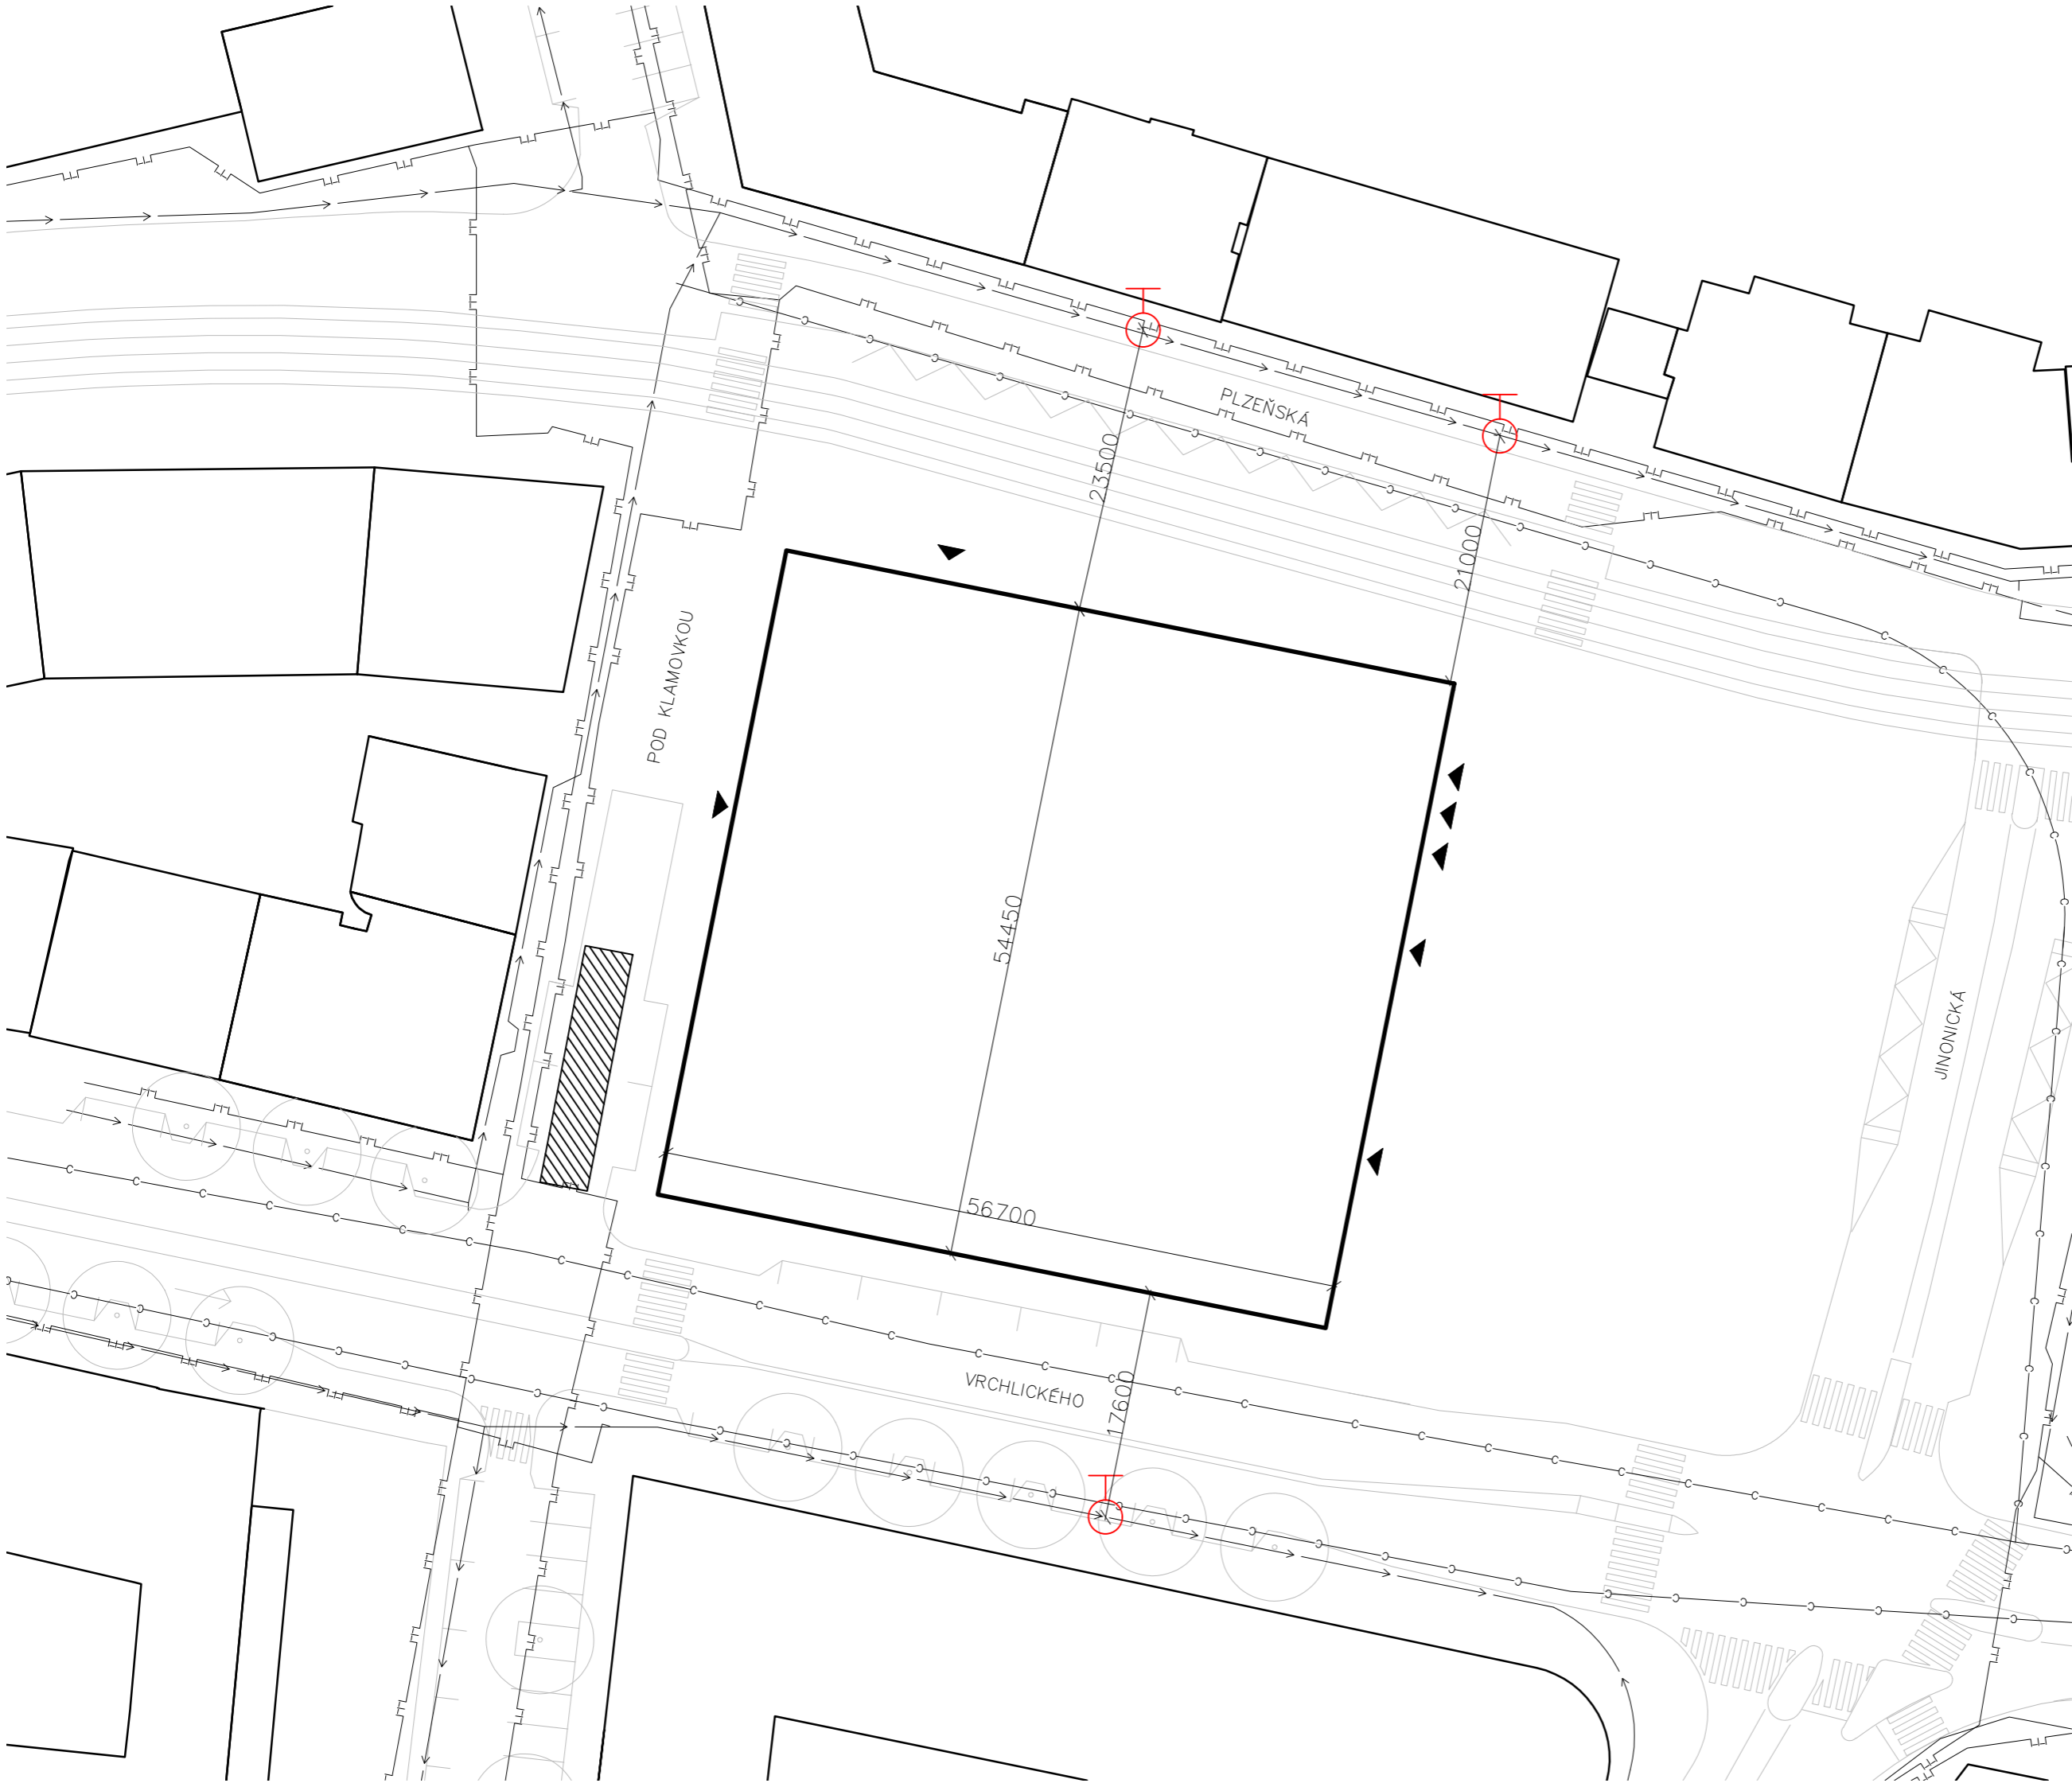 PLZEŇSKÁ
23500
21000
POD KLAMOVKOU
54450
JINONICKÁ
56700
VRCHLICKÉHO
17600